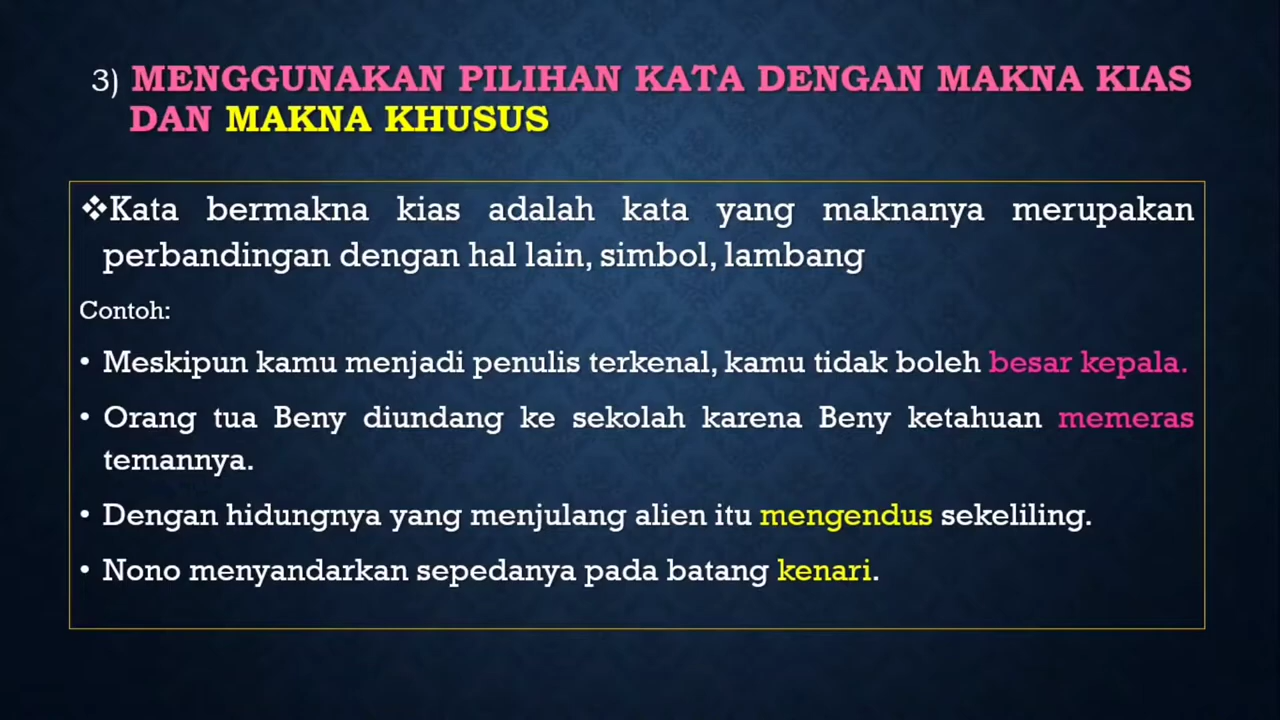 3) MENGGUNAKAN PILIHAN KATA DENGAN MAKNA KIAS
DAN MAKNA KHUSUS
❖Kata bermakna kias adalah kata yang maknanya merupakan
perbandingan dengan hal lain, simbol, lambang
Contoh:
• Meskipun kamu menjadi penulis terkenal, kamu tidak boleh besar kepala.
• Orang tua Beny diundang ke sekolah karena Beny ketahuan memeras
temannya.
• Dengan hidungnya yang menjulang alien itu mengendus sekeliling.
• Nono menyandarkan sepedanya pada batang kenari.